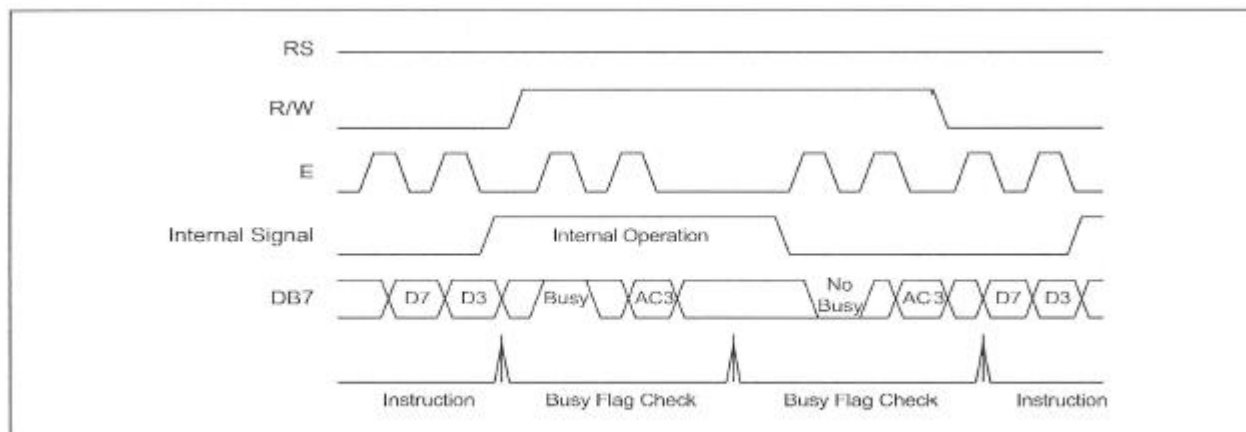 RS
R/W
E
Internal Signal
Internal Operation
DB7
D7
D3
Busy
AC3
No
Busy
AC3
D7
D3
Instruction
Busy Flag Check
Busy Flag Check
Instruction